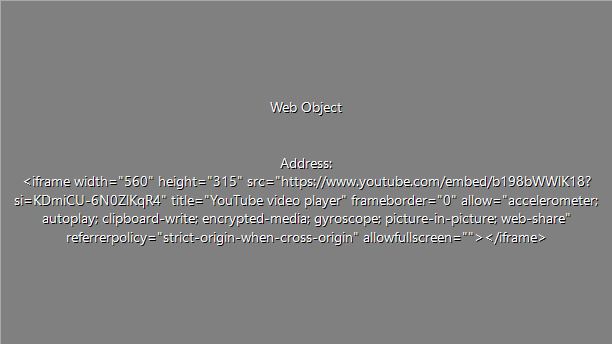 Web Object
Address:
<iframe width="560" height="315" src="https://www.youtube.com/embed/b198bWWlK18?
si=KDmiCU-6N0ZlKqR4" title="YouTube video player" frameborder="0" allow="accelerometer;
autoplay; clipboard-write; encrypted-media; gyroscope; picture-in-picture; web-share"
referrerpolicy="strict-origin-when-cross-origin" allowfullscreen=""></iframe>